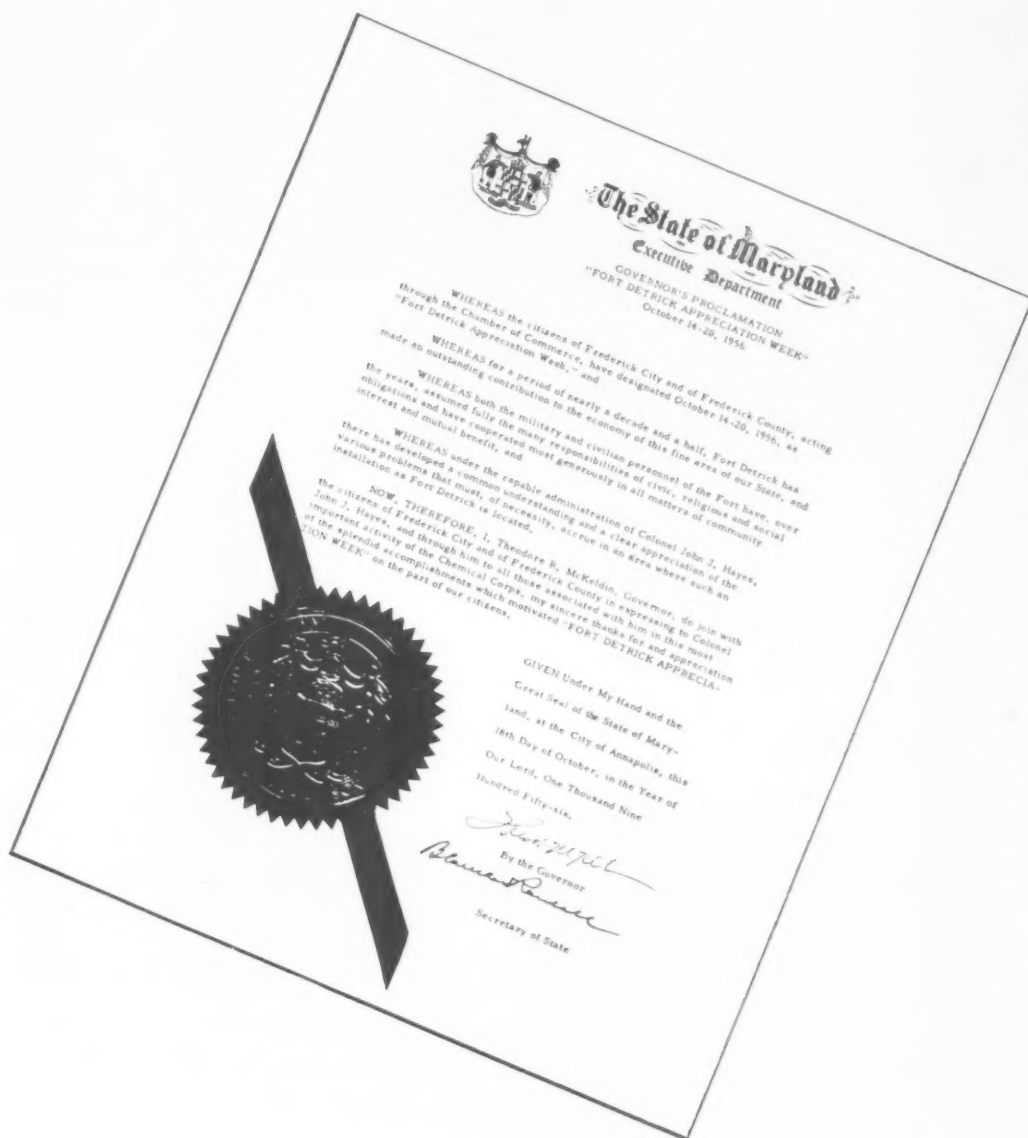 The State of Maryland
Executive Department
GOVERNOR'S PROCLAMATION
"FORT DETRICK APPRECIATION WEEK"
October 14-20, 1956
WHEREAS the citizens of Frederick City and of Frederick County, acting
through the Chamber of Commerce, have designated October 14-20, 1956, as
"Fort Detrick Appreciation Week," and
WHEREAS for a period of nearly a decade and a half, Fort Detrick has
made an outstanding contribution to the economy of this fine area of our State, and
WHEREAS both the military and civilian personnel of the Fort have, over
the years, assumed fully the many responsibilities of civic, religious and social
obligations and have cooperated most generously in all matters of community
interest and mutual benefit, and
WHEREAS under the capable administration of Colonel John J. Hayes,
there has developed a common understanding and a clear appreciation of the
various problems that must, of necessity, accrue in an area where such an
installation as Fort Detrick is located,
NOW, THEREFORE, I, Theodore R. McKeldin, Governor, do join with
the citizens of Frederick City and of Frederick County in expressing to Colonel
John J. Hayes, and through him to all those associated with him in this most
important activity of the Chemical Corps, my sincere thanks for and appreciation
of the splendid accomplishments which motivated "FORT DETRICK APPRECIA-
TION WEEK" on the part of our citizens.
GIVEN Under My Hand and the
Great Seal of the State of Mary-
land, at the City of Annapolis, this
18th Day of October, in the Year of
Our Lord, One Thousand Nine
Hundred Fifty-six.
By the Governor
Secretary of State